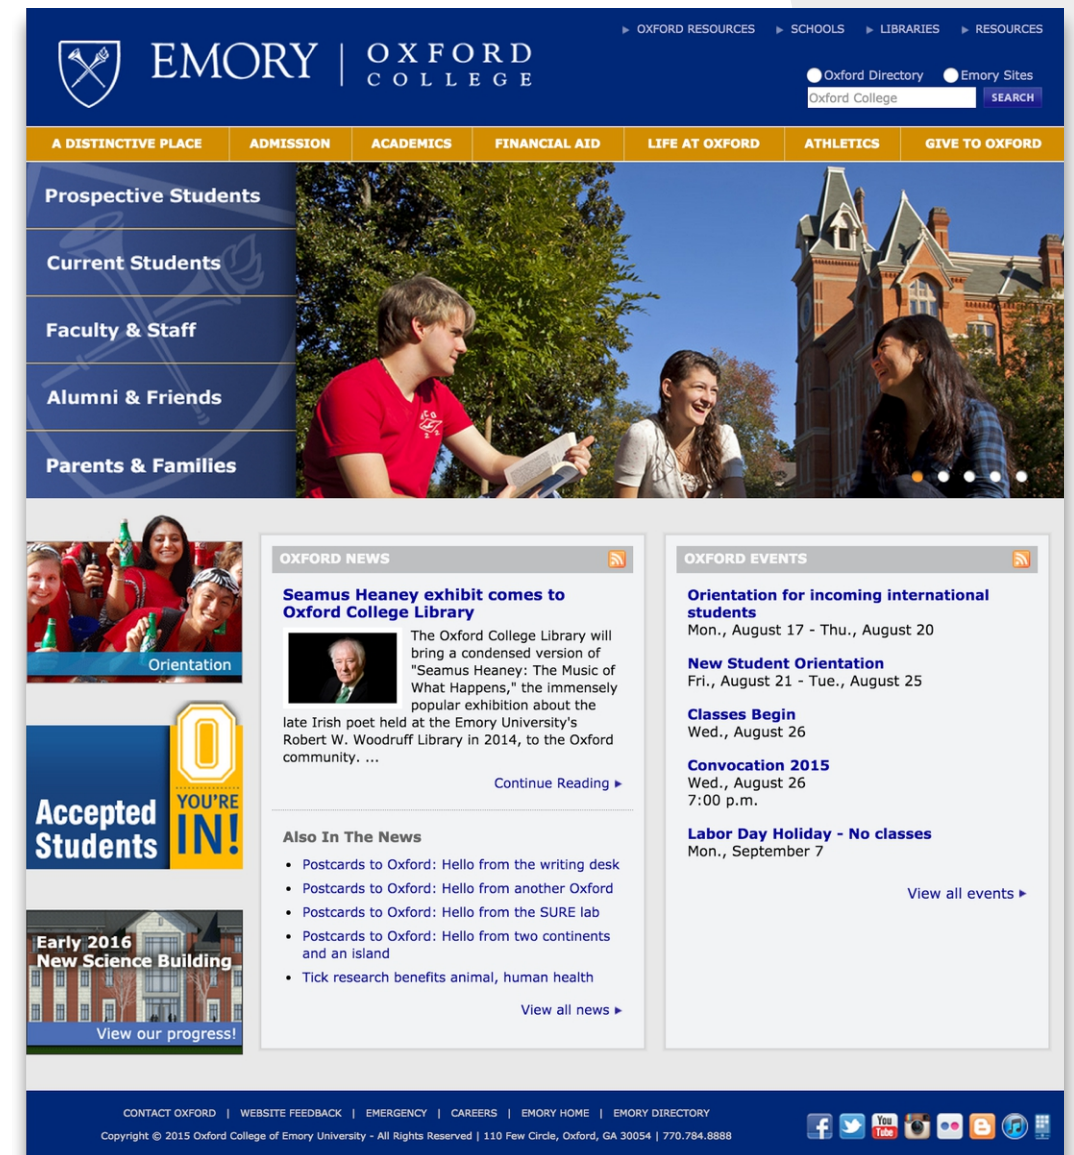 OXFORD RESOURCES SCHOOLS LIBRARIES RESOURCES
EMORY | OXFORD
COLLEGE
Oxford Directory Emory Sites
Oxford College SEARCH
A DISTINCTIVE PLACE ADMISSION ACADEMICS FINANCIAL AID LIFE AT OXFORD ATHLETICS GIVE TO OXFORD
Prospective Students
Current Students
Faculty & Staff
Alumni & Friends
Parents & Families
Orientation
O
YOU'RE
IN!
Accepted
Students
Early 2016
New Science Building
View our progress!
OXFORD NEWS
Seamus Heaney exhibit comes to
Oxford College Library
The Oxford College Library will
bring a condensed version of
"Seamus Heaney: The Music of
What Happens," the immensely
popular exhibition about the
late Irish poet held at the Emory University's
Robert W. Woodruff Library in 2014, to the Oxford
community. ...
Continue Reading
Also In The News
• Postcards to Oxford: Hello from the writing desk
• Postcards to Oxford: Hello from another Oxford
• Postcards to Oxford: Hello from the SURE lab
• Postcards to Oxford: Hello from two continents
and an island
• Tick research benefits animal, human health
View all news
OXFORD EVENTS
Orientation for incoming international
students
Mon., August 17 - Thu., August 20
New Student Orientation
Fri., August 21 - Tue., August 25
Classes Begin
Wed., August 26
Convocation 2015
Wed., August 26
7:00 p.m.
Labor Day Holiday - No classes
Mon., September 7
View all events
CONTACT OXFORD | WEBSITE FEEDBACK | EMERGENCY | CAREERS | EMORY HOME | EMORY DIRECTORY
Copyright © 2015 Oxford College of Emory University - All Rights Reserved | 110 Few Circle, Oxford, GA 30054 | 770.784.8888
You
Tube